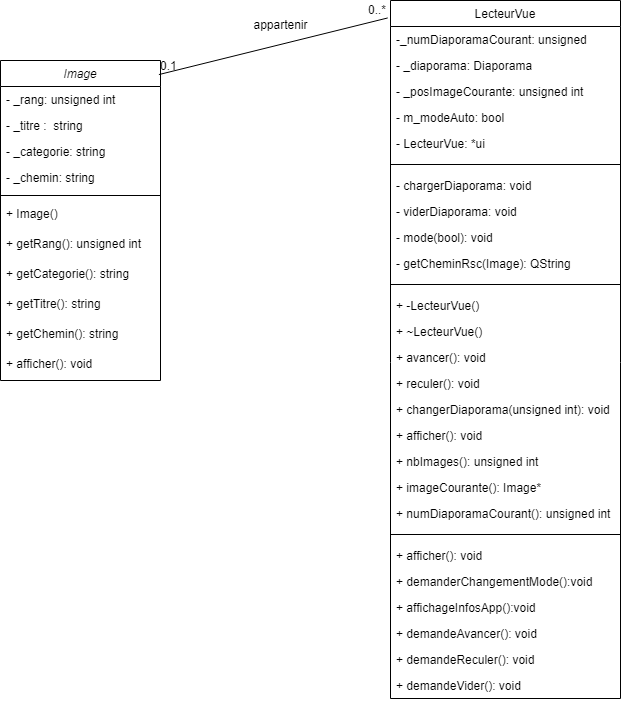 LecteurVue
0..*
appartenir
0.1
-_numDiaporamaCourant: unsigned
- _diaporama: Diaporama
- _posImageCourante: unsigned int
- m_modeAuto: bool
- LecteurVue: *ui
- chargerDiaporama: void
- viderDiaporama: void
- mode(bool): void
- getCheminRsc(Image): QString
+ -LecteurVue()
+ ~LecteurVue()
+ avancer(): void
+ reculer(): void
+ changerDiaporama(unsigned int): void
+ afficher(): void
+ nbImages(): unsigned int
+ imageCourante(): Image*
+ numDiaporamaCourant(): unsigned int
+ afficher(): void
+ demanderChangementMode():void
+ affichageInfosApp():void
+ demandeAvancer(): void
+ demandeReculer(): void
+ demandeVider(): void
Image
- _rang: unsigned int
- _titre :  string
- _categorie: string
- _chemin: string
+ Image()
+ getRang(): unsigned int
+ getCategorie(): string
+ getTitre(): string
+ getChemin(): string
+ afficher(): void